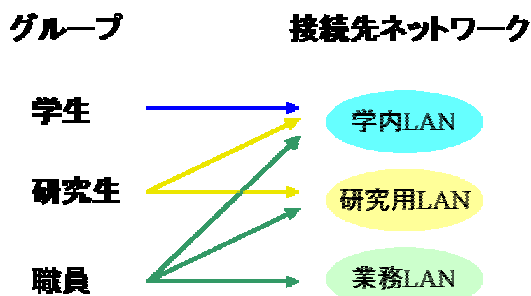 グループ
接続先ネットワーク
学生
学内LAN
研究生
研究用LAN
職員
業務LAN